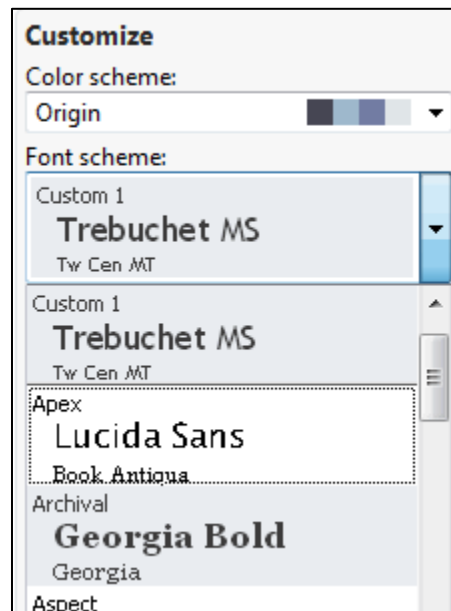 Customize
Color scheme:
Origin
Font scheme:
Custom 1
Trebuchet MS
Tw Cen MT
Custom 1
Trebuchet MS
Tw Cen MT
Apex
Lucida Sans
Book Antiqua
Archival
Georgia Bold
Georgia
Aspect